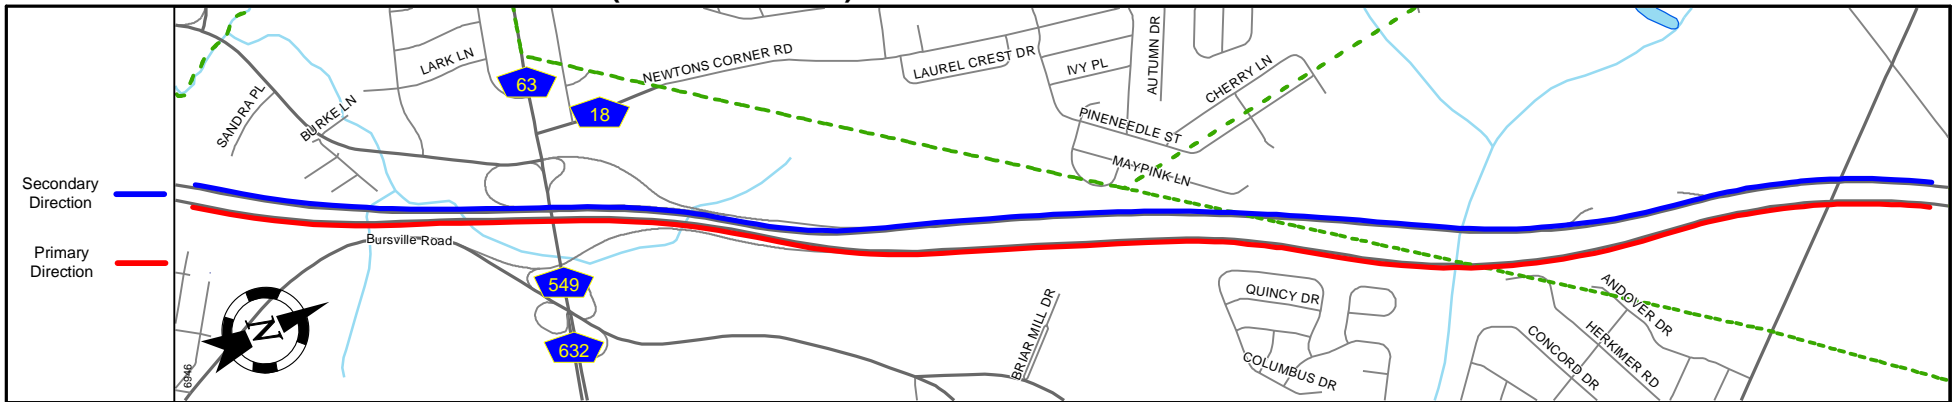 Secondary
Direction
Primary
Direction
LARK LN
SANDRA PL
BURKE LN
63
18
NEWTONS CORNER RD
LAUREL CREST DR
IVY PL
AUTUMN DR
CHERRY LN
PINENEEDLE ST
MAYPINK LN
Bursville Road
549
632
N
6946
BRIAR MILL DR
QUINCY DR
COLUMBUS DR
ANDOVER DR
HERKIMER RD
CONCORD DR